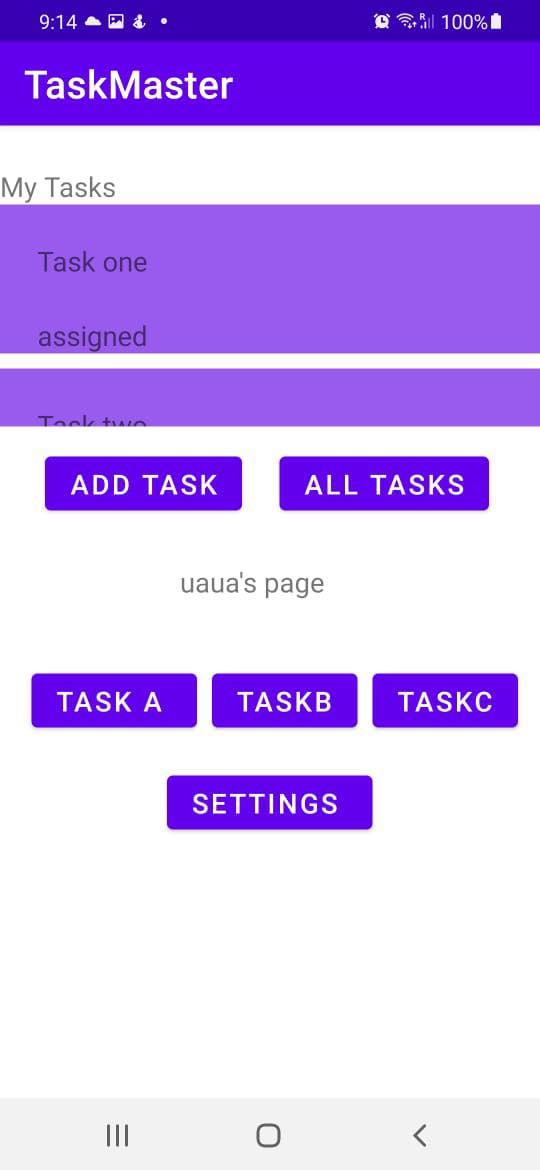 9:14 100%
TaskMaster
My Tasks
Task one
assigned
Task two
ADD TASK ALL TASKS
uaua's page
TASK A TASKB TASKC
SETTINGS